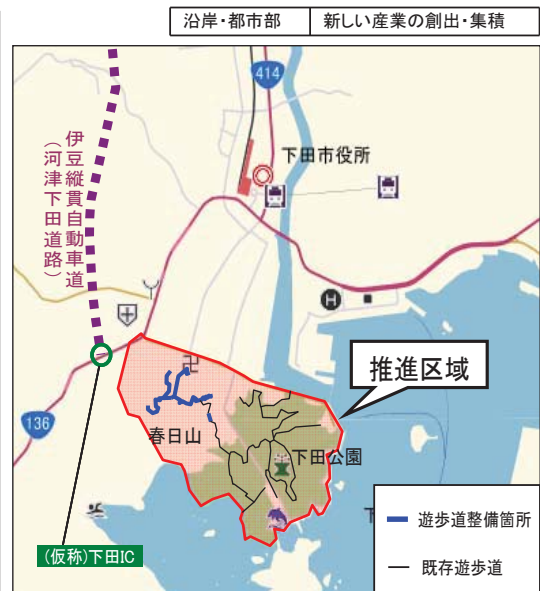 沿岸・都市部 新しい産業の創出・集積
414
伊豆縦貫自動車道
(河津下田道路)
下田市役所
H
推進区域
136
春日山
下田公園
下
遊歩道整備箇所
既存遊歩道
(仮称)下田IC